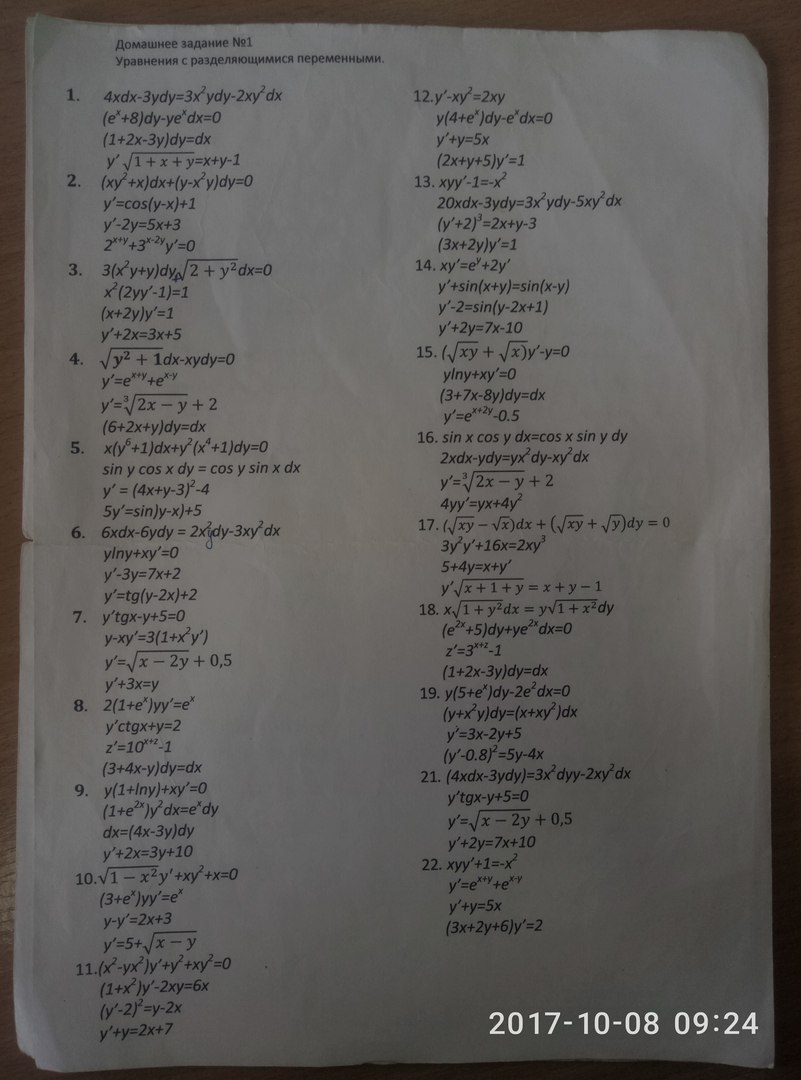 Домашнее задание №1
Уравнения с разделяющимися переменными.
1. 4xdx-3ydy=3x²ydy-2xy²dx
(eˣ+8)dy-yeˣdx=0
(1+2x-3y)dy=dx
y′√(1+x+y)=x+y-1
2. (xy²+x)dx+(y-x²y)dy=0
y′=cos(y-x)+1
y′-2y=5x+3
2ˣ⁺ʸ+3ˣ⁻²ʸy′=0
3. 3(x²y+y)dy√(2+y²)dx=0
x²(2yy′-1)=1
(x+2y)y′=1
y′+2x=3x+5
4. √(y²+1)dx-xydy=0
y′=eˣ⁺ʸ+eˣ⁻ʸ
y′=∛(2x-y)+2
(6+2x+y)dy=dx
5. x(y⁶+1)dx+y²(x⁴+1)dy=0
sin y cos x dy = cos y sin x dx
y′ = (4x+y-3)²-4
5y′=sin)y-x)+5
6. 6xdx-6ydy = 2x²ydy-3xy²dx
ylny+xy′=0
y′-3y=7x+2
y′=tg(y-2x)+2
7. y′tgx-y+5=0
y-xy′=3(1+x²y′)
y′=√(x-2y)+0,5
y′+3x=y
8. 2(1+eˣ)yy′=eˣ
y′ctgx+y=2
z′=10ˣ⁺ᶻ-1
(3+4x-y)dy=dx
9. y(1+lny)+xy′=0
(1+e²ˣ)y²dx=eˣdy
dx=(4x-3y)dy
y′+2x=3y+10
10.√(1-x²)y′+xy²+x=0
(3+eˣ)yy′=eˣ
y-y′=2x+3
y′=5+√(x-y)
11.(x²-yx²)y′+y²+xy²=0
(1+x²)y′-2xy=6x
(y′-2)²=y-2x
y′+y=2x+7
12.y′-xy²=2xy
y(4+eˣ)dy-eˣdx=0
y′+y=5x
(2x+y+5)y′=1
13. xyy′-1=-x²
20xdx-3ydy=3x²ydy-5xy²dx
(y′+2)³=2x+y-3
(3x+2y)y′=1
14. xy′=eʸ+2y′
y′+sin(x+y)=sin(x-y)
y′-2=sin(y-2x+1)
y′+2y=7x-10
15. (√(xy)+√x)y′-y=0
ylny+xy′=0
(3+7x-8y)dy=dx
y′=eˣ⁺²ʸ-0.5
16. sin x cos y dx=cos x sin y dy
2xdx-ydy=yx²dy-xy²dx
y′=∛(2x-y)+2
4yy′=yx+4y²
17. (√(xy)-√x)dx+(√(xy)+√y)dy=0
3y²y′+16x=2xy³
5+4y=x+y′
y′√(x+1+y)=x+y-1
18. x√(1+y²)dx=y√(1+x²)dy
(e²ˣ+5)dy+ye²ˣdx=0
z′=3ˣ⁺ᶻ-1
(1+2x-3y)dy=dx
19. y(5+eˣ)dy-2e²dx=0
(y+x²y)dy=(x+xy²)dx
y′=3x-2y+5
(y′-0.8)²=5y-4x
21. (4xdx-3ydy)=3x²dyy-2xy²dx
y′tgx-y+5=0
y′=√(x-2y)+0,5
y′+2y=7x+10
22. xyy′+1=-x²
y′=eˣ⁺ʸ+eˣ⁻ʸ
y′+y=5x
(3x+2y+6)y′=2
2017-10-08 09:24